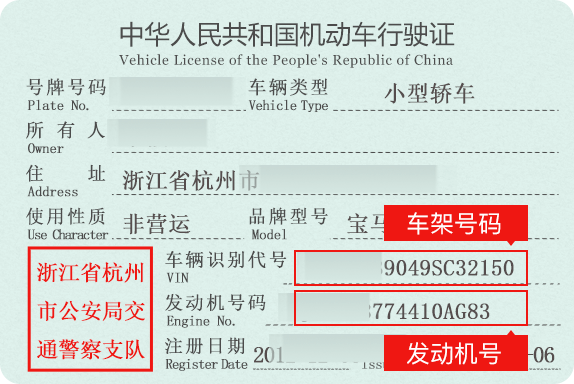 中华人民共和国机动车行驶证
Vehicle License of the People's Republic of China
号牌号码 车辆类型 小型轿车
Plate No. Vehicle Type
所有人
Owner
住址 浙江省杭州市
Address
使用性质 非营运 品牌型号 宝马
Use Character Model
车架号码
浙江省杭州
市公安局交
通警察支队
车辆识别代号 9049SC32150
VIN
发动机号码 774410AG83
Engine No.
注册日期 201
Register Date
发动机号
-06